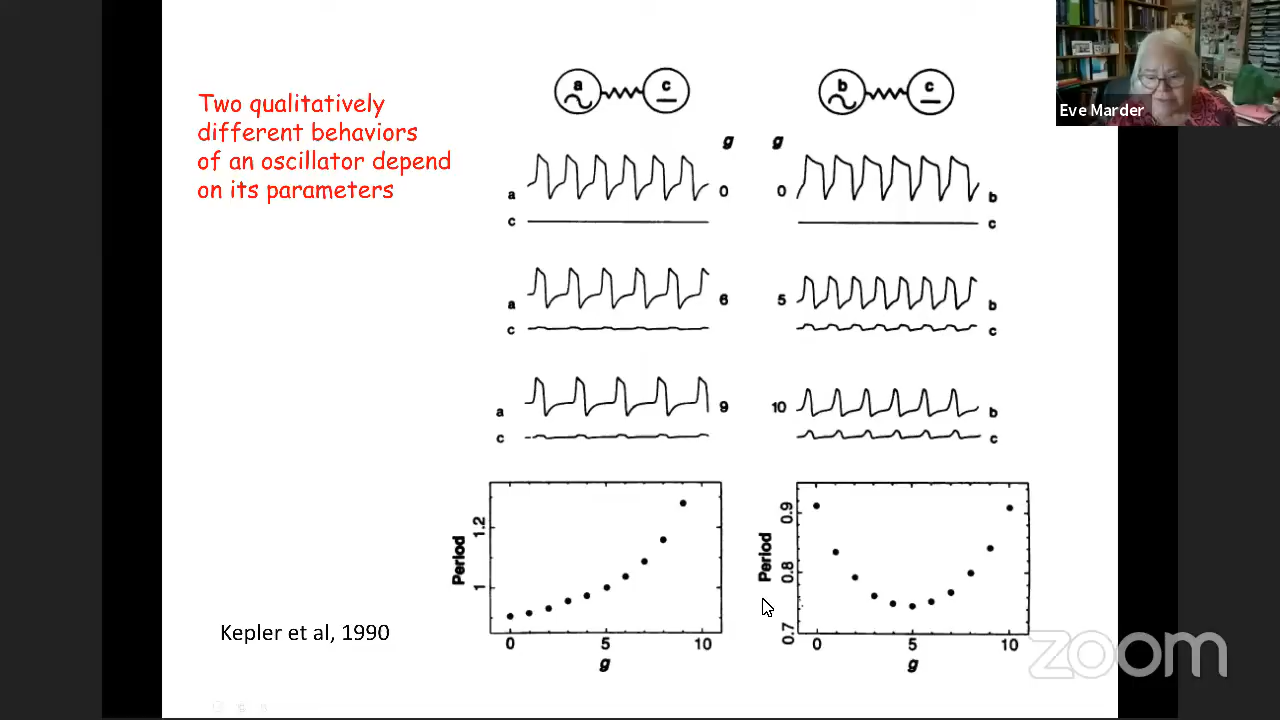 Two qualitatively
different behaviors
of an oscillator depend
on its parameters
a c
b c
g g
a 0 0 b
c c
a 6 5 b
c c
a 9 10 b
c c
Period
1.2
1
0 5 10
g
Period
0.9
0.8
0.7
0 5 10
g
Kepler et al, 1990
Eve Marder
zoom